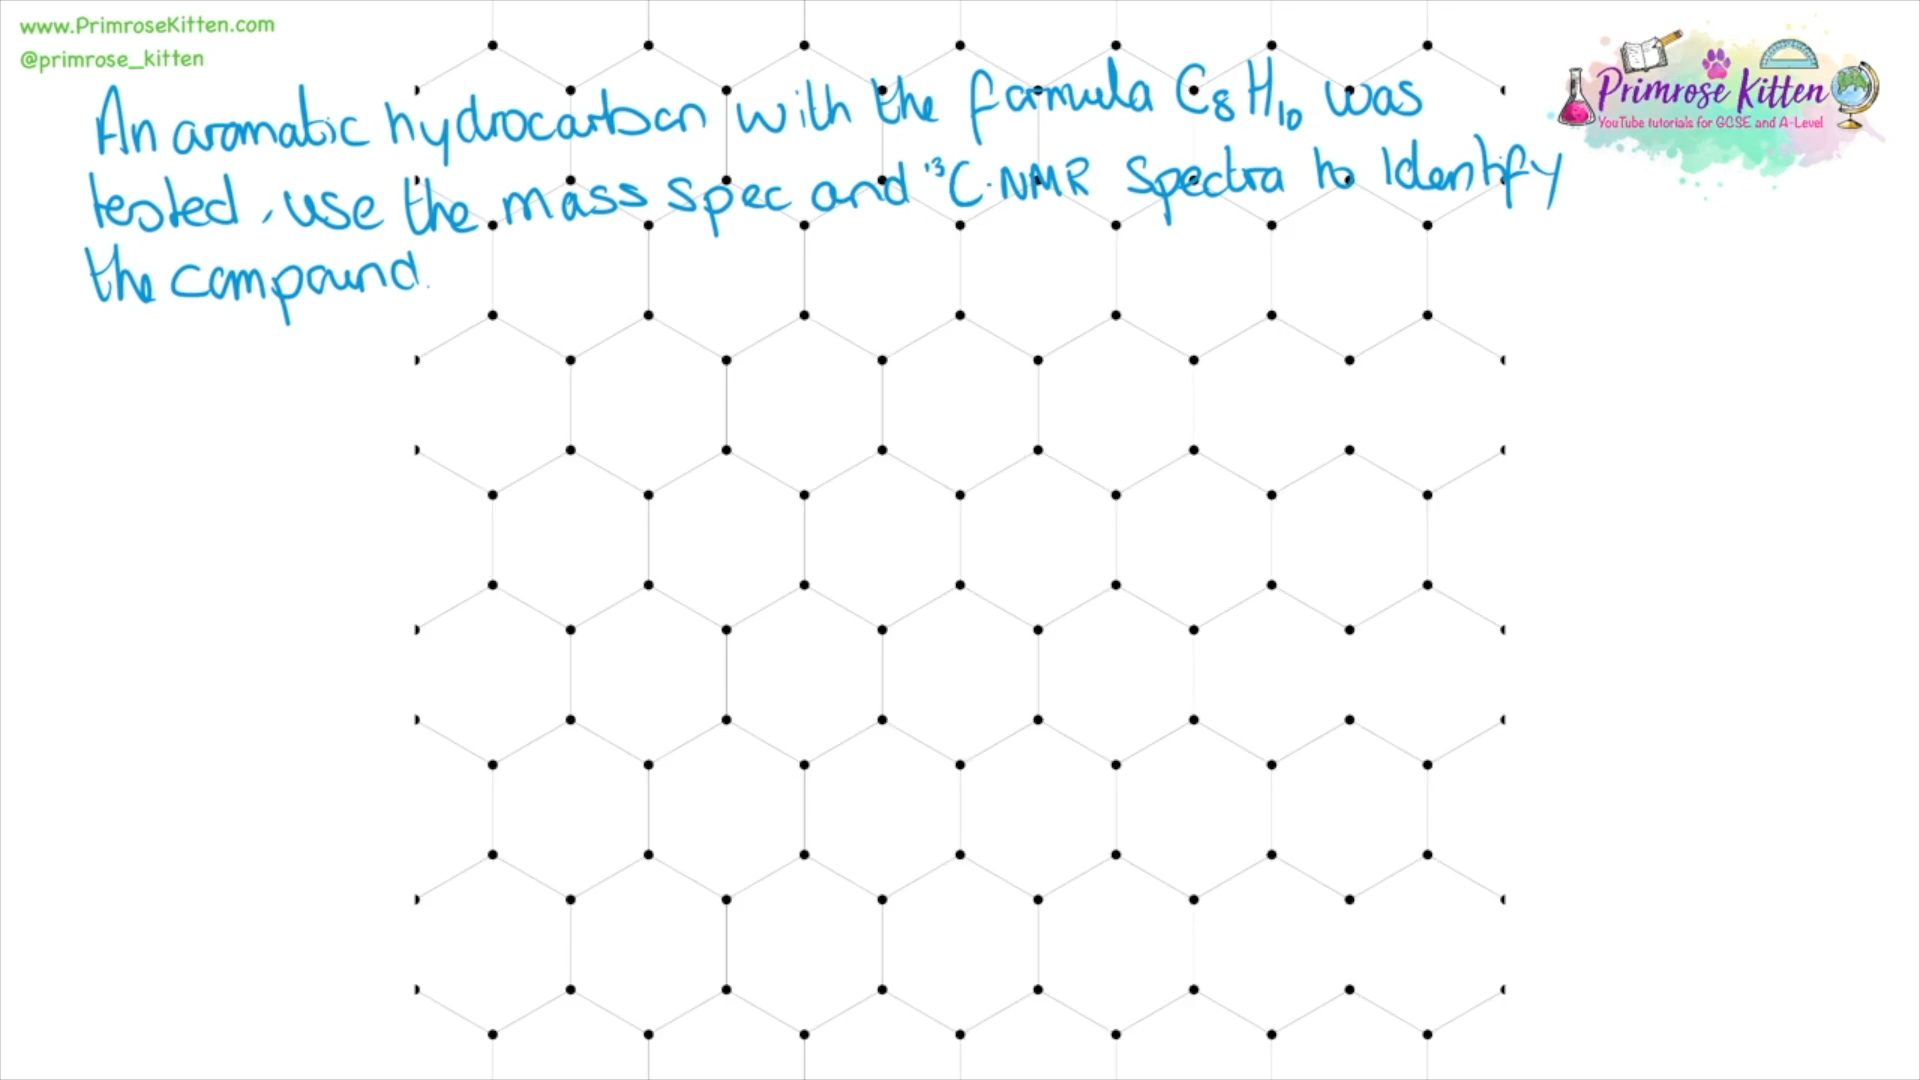 www.PrimroseKitten.com
@primrose_kitten
Primrose Kitten
YouTube tutorials for GCSE and A-Level
An aromatic hydrocarbon with the formula C₈H₁₀ was
tested, use the mass spec and ¹³C-NMR spectra to identify
the compound.